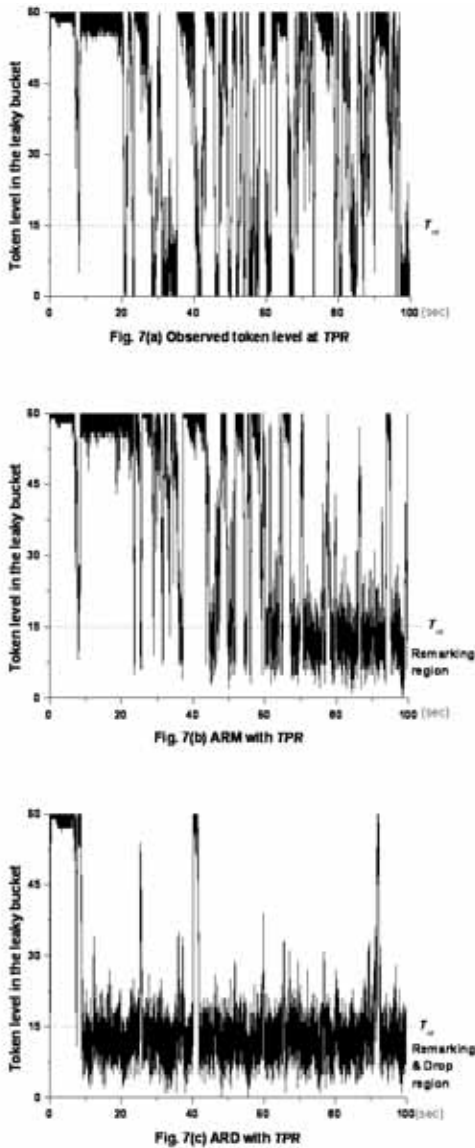 Token level in the leaky bucket
60
45
30
15
0
0 20 40 60 80 100 (sec)
Fig. 7(a) Observed token level at TPR
Token level in the leaky bucket
60
45
30
15
0
Remarking
region
0 20 40 60 80 100 (sec)
Fig. 7(b) ARM with TPR
Token level in the leaky bucket
60
45
30
15
0
Remarking
& Drop
region
0 20 40 60 80 100 (sec)
Fig. 7(c) ARD with TPR